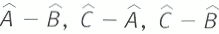 Â − B̂, Ĉ − Â, Ĉ − B̂